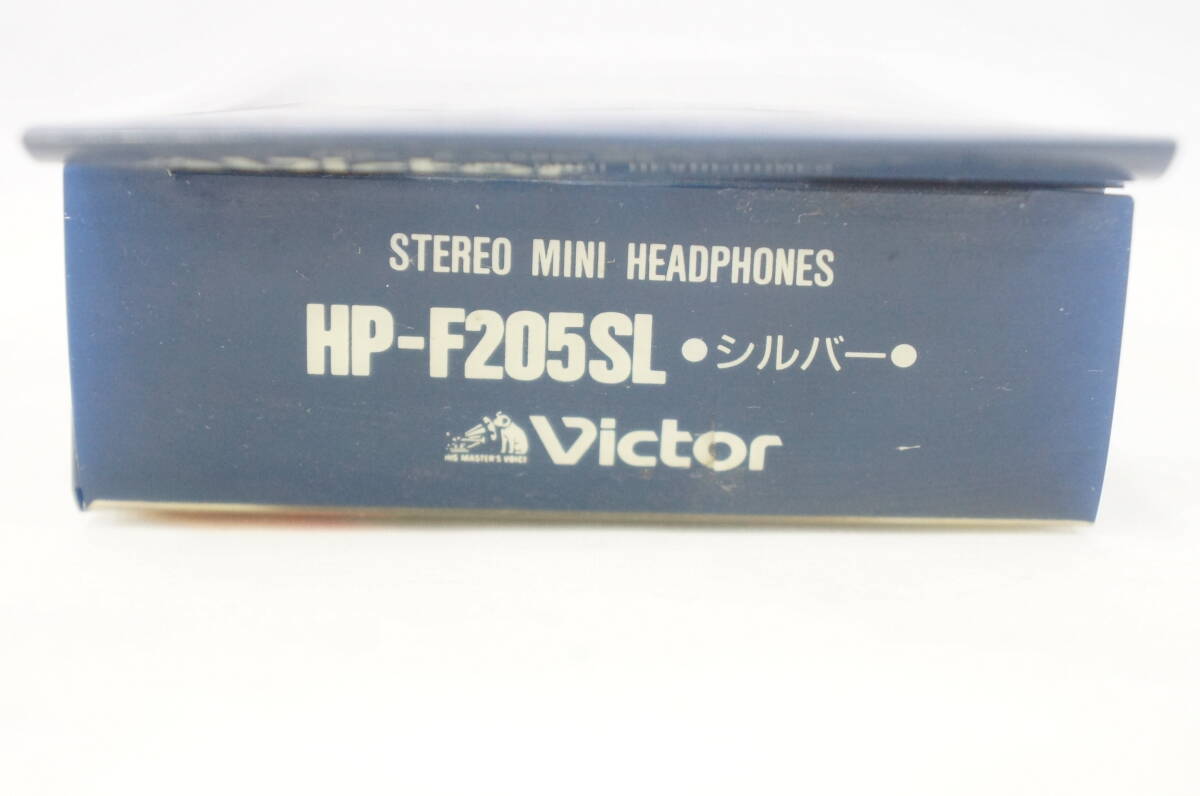 STEREO MINI HEADPHONES
HP-F205SL •シルバー•
HIS MASTER'S VOICE Victor